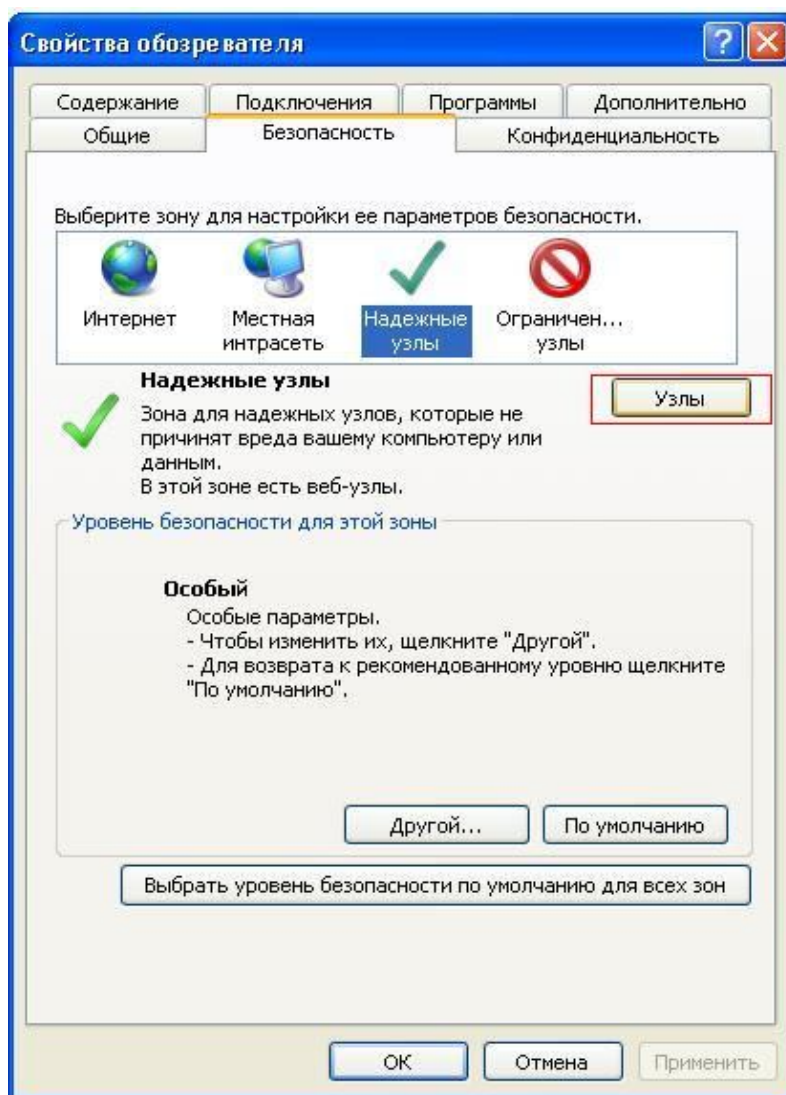 Свойства обозревателя
Содержание Подключения Программы Дополнительно
Общие Безопасность Конфиденциальность
Выберите зону для настройки ее параметров безопасности.
Интернет Местная интрасеть Надежные узлы Ограничен... узлы
Надежные узлы
Узлы
Зона для надежных узлов, которые не
причинят вреда вашему компьютеру или
данным.
В этой зоне есть веб-узлы.
Уровень безопасности для этой зоны
Особый
Особые параметры.
- Чтобы изменить их, щелкните "Другой".
- Для возврата к рекомендованному уровню щелкните
"По умолчанию".
Другой... По умолчанию
Выбрать уровень безопасности по умолчанию для всех зон
ОК Отмена Применить